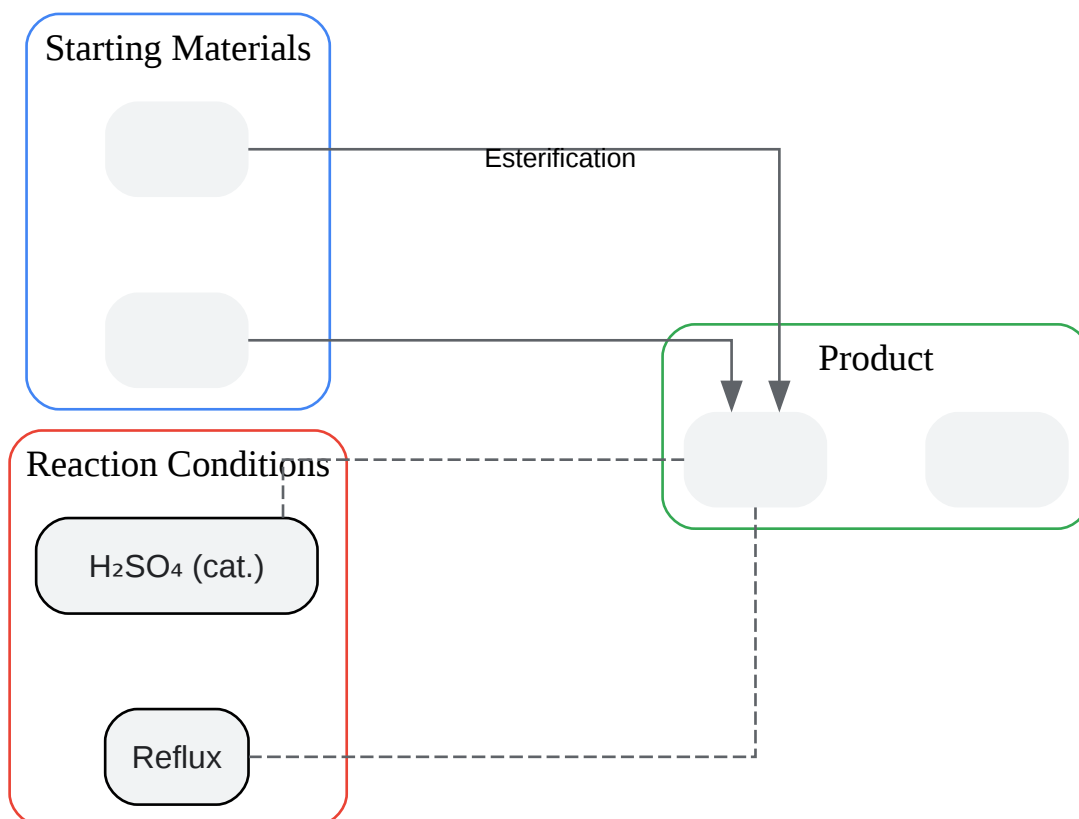 Starting Materials
Esterification
Product
Reaction Conditions
H₂SO₄ (cat.)
Reflux